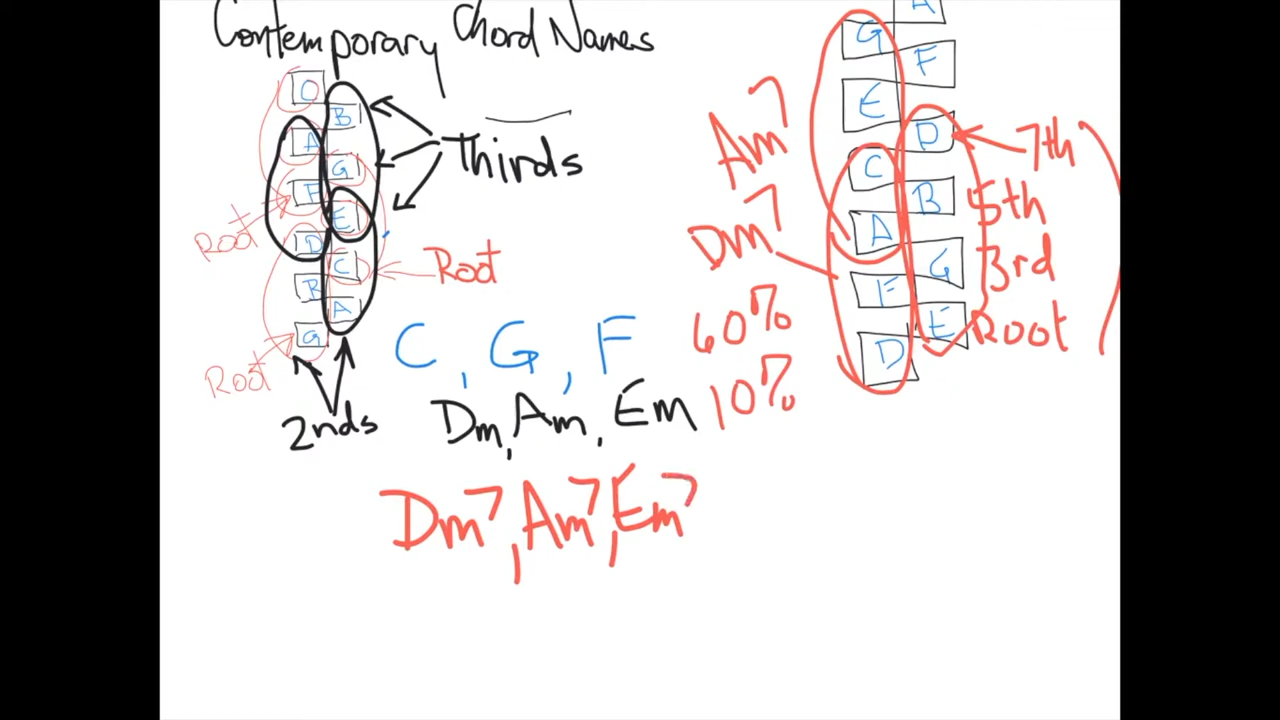 Contemporary Chord Names
C
B
A
G
F
E
D
C
B
A
G
Thirds
Root
Root
Root
2nds
C, G, F
Dm, Am, Em
Dm7, Am7, Em7
60%
10%
Am7
Dm7
A
G
F
E
D
C
B
A
G
F
E
D
7th
5th
3rd
Root